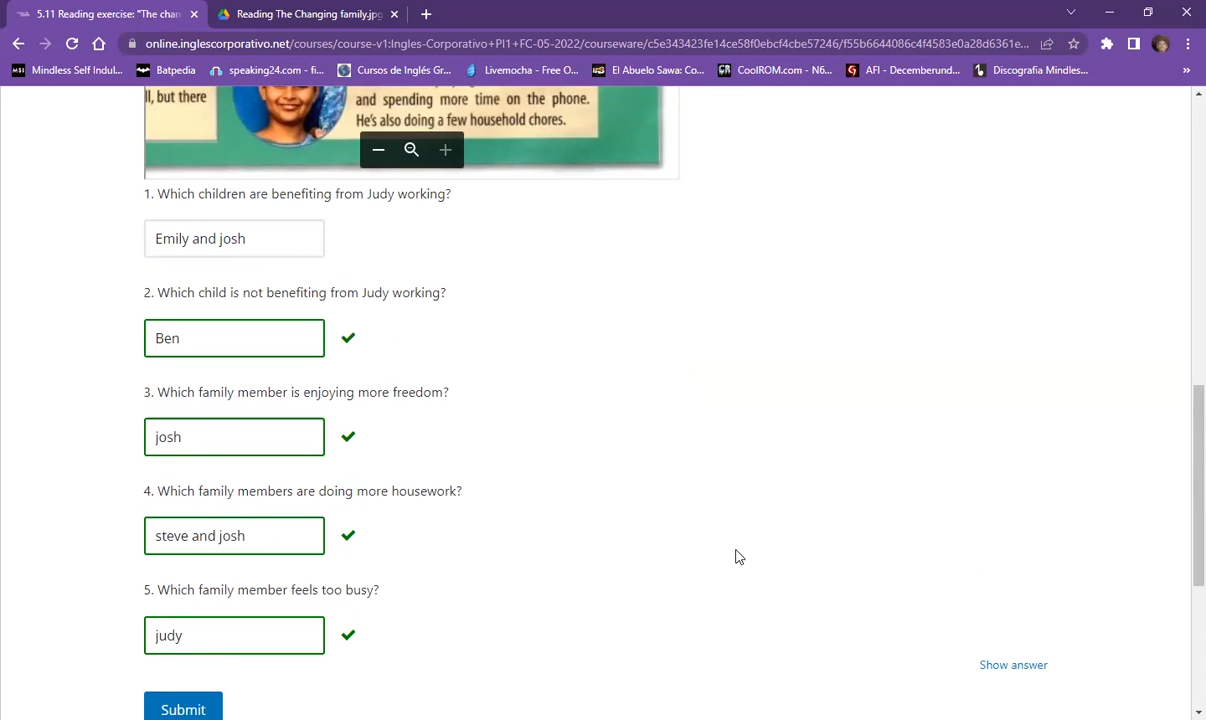 5.11 Reading exercise: "The chan
Reading The Changing family.jpg
online.inglescorporativo.net/courses/course-v1:Ingles-Corporativo+PI1+FC-05-2022/courseware/c5e343423fe14ce58f0ebcf4cbe57246/f55b6644086c4f4583e0a28d6361e...
Mindless Self Indul...
Batpedia
speaking24.com - fi...
Cursos de Inglés Gr...
Livemocha - Free O...
El Abuelo Sawa: Co...
CoolROM.com - N6...
AFI - Decemberund...
Discografia Mindles...
ll, but there
and spending more time on the phone.
He's also doing a few household chores.
1. Which children are benefiting from Judy working?
Emily and josh
2. Which child is not benefiting from Judy working?
Ben
3. Which family member is enjoying more freedom?
josh
4. Which family members are doing more housework?
steve and josh
5. Which family member feels too busy?
judy
Show answer
Submit